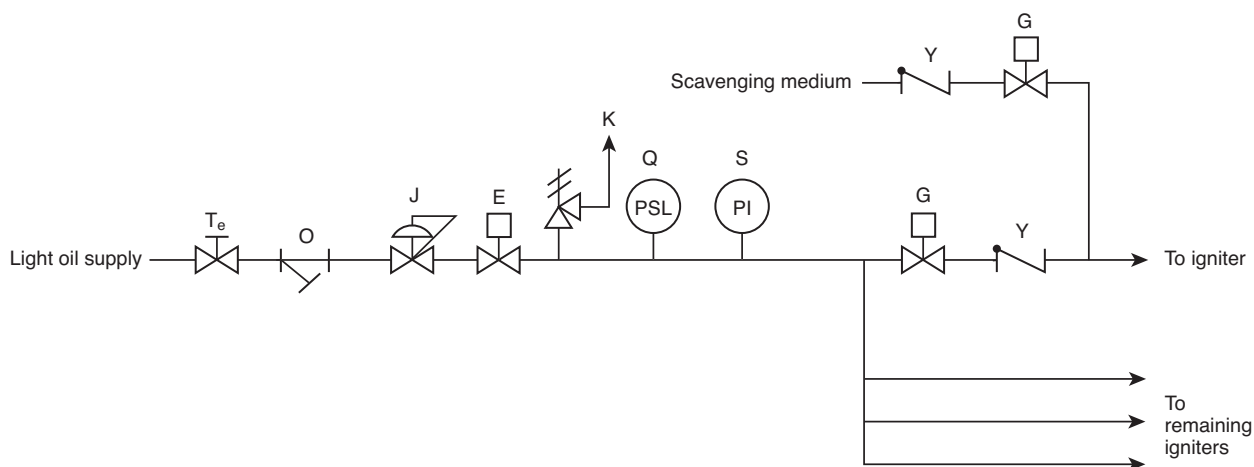 G
Y
Scavenging medium
K
Q
S
J
E
G
PSL
PI
Te
O
Y
Light oil supply
To igniter
To
remaining
igniters